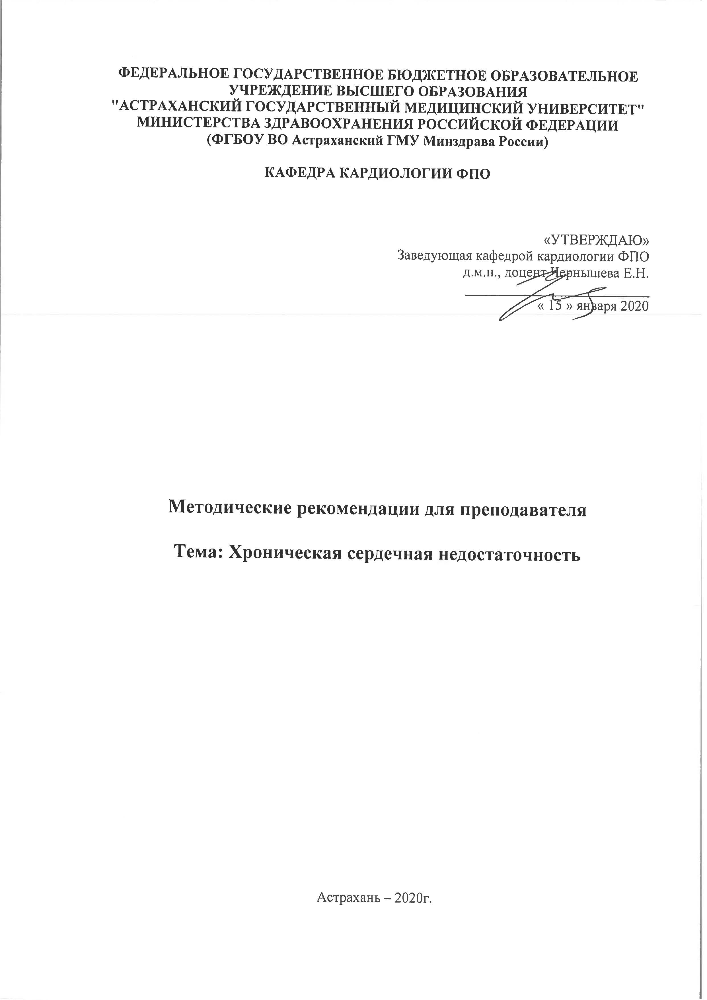 ФЕДЕРАЛЬНОЕ ГОСУДАРСТВЕННОЕ БЮДЖЕТНОЕ ОБРАЗОВАТЕЛЬНОЕ
УЧРЕЖДЕНИЕ ВЫСШЕГО ОБРАЗОВАНИЯ
"АСТРАХАНСКИЙ ГОСУДАРСТВЕННЫЙ МЕДИЦИНСКИЙ УНИВЕРСИТЕТ"
МИНИСТЕРСТВА ЗДРАВООХРАНЕНИЯ РОССИЙСКОЙ ФЕДЕРАЦИИ
(ФГБОУ ВО Астраханский ГМУ Минздрава России)
КАФЕДРА КАРДИОЛОГИИ ФПО
«УТВЕРЖДАЮ»
Заведующая кафедрой кардиологии ФПО
д.м.н., доцент Чернышева Е.Н.
« 15 » января 2020
Методические рекомендации для преподавателя
Тема: Хроническая сердечная недостаточность
Астрахань – 2020г.